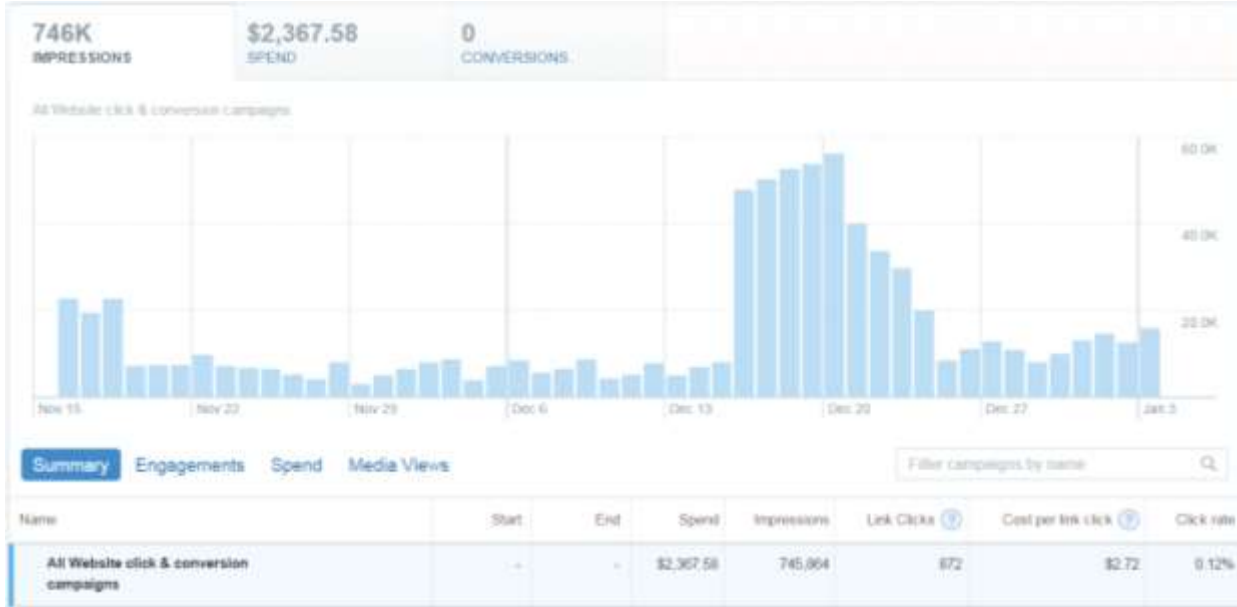 746K $2,367.58 0
IMPRESSIONS SPEND CONVERSIONS
All Website click & conversion campaigns
60.0K
40.0K
20.0K
Nov 15 Nov 22 Nov 29 Dec 6 Dec 13 Dec 20 Dec 27 Jan 3
Summary Engagements Spend Media Views Filter campaigns by name
Name Start End Spend Impressions Link Clicks ? Cost per link click ? Click rate
All Website click & conversion - - $2,367.58 745,864 872 $2.72 0.12%
campaigns